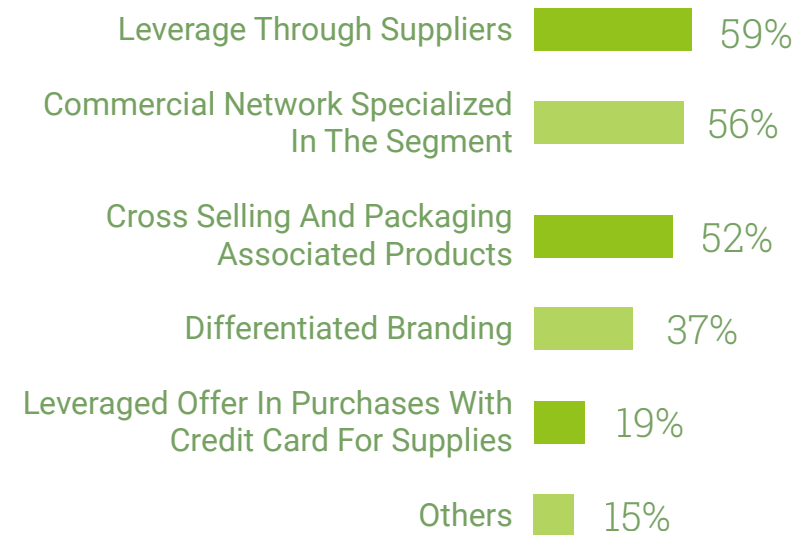 Leverage Through Suppliers 59%
Commercial Network Specialized
In The Segment 56%
Cross Selling And Packaging
Associated Products 52%
Differentiated Branding 37%
Leveraged Offer In Purchases With
Credit Card For Supplies 19%
Others 15%